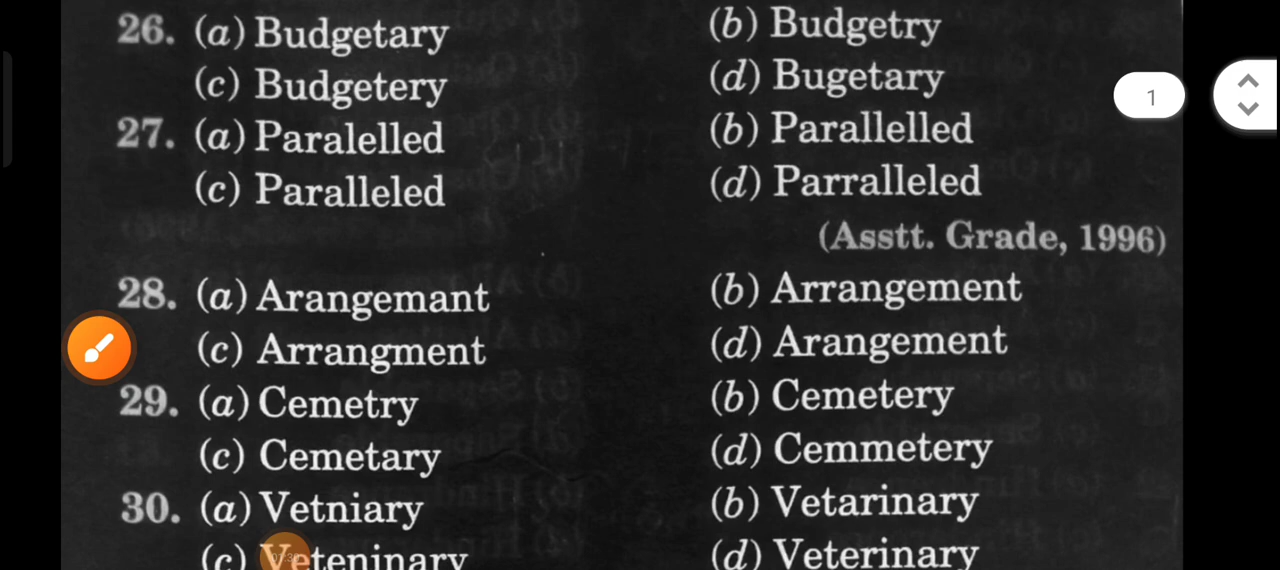 26. (a) Budgetary (b) Budgetry
(c) Budgetery (d) Bugetary
27. (a) Paralelled (b) Parallelled
(c) Paralleled (d) Parralleled
(Asstt. Grade, 1996)
1
28. (a) Arangemant (b) Arrangement
(c) Arrangment (d) Arangement
29. (a) Cemetry (b) Cemetery
(c) Cemetary (d) Cemmetery
30. (a) Vetniary (b) Vetarinary
(c) Veteninary (d) Veterinary